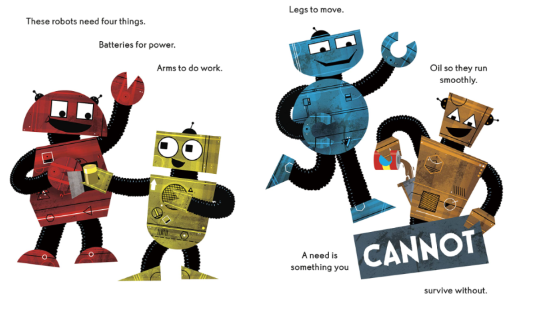 These robots need four things.
Batteries for power.
Arms to do work.
Legs to move.
Oil so they run
smoothly.
A need is
something you
CANNOT
survive without.